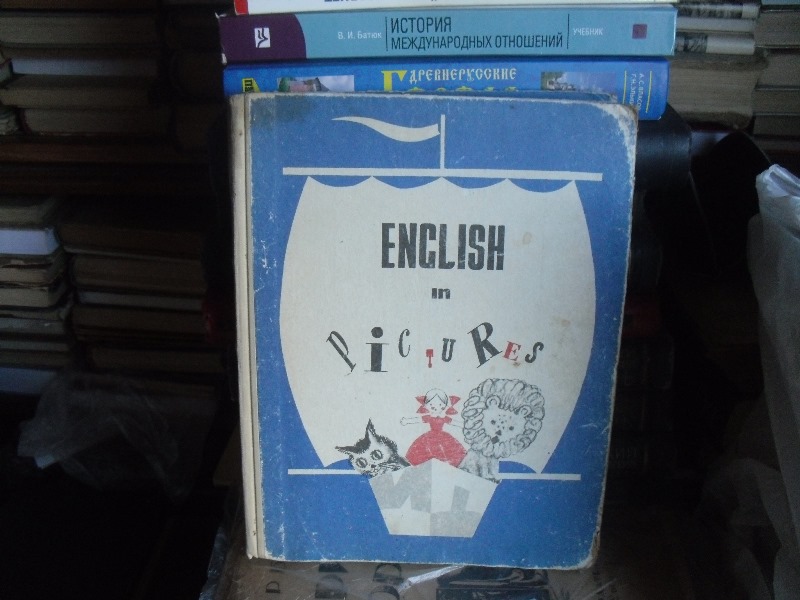 В. И. Батюк
ИСТОРИЯ
МЕЖДУНАРОДНЫХ ОТНОШЕНИЙ
УЧЕБНИК
ДРЕВНЕРУССКИЕ
ENGLISH
in
PICTURES